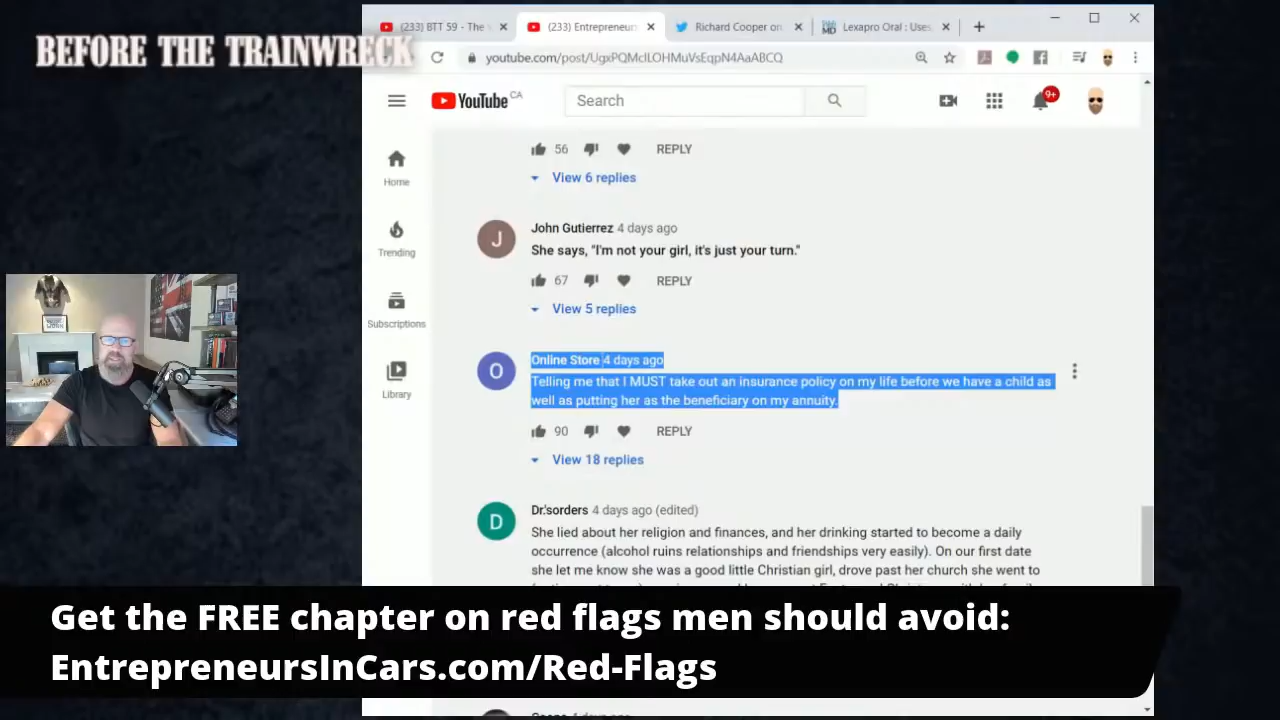 BEFORE THE TRAINWRECK
(233) BTT 59 - The
(233) Entrepreneur
Richard Cooper on
Lexapro Oral : Uses
youtube.com/post/UgxPQMcILOHMuVsEqpN4AaABCQ
YouTube CA
Search
9+
Home
Trending
Subscriptions
Library
56 REPLY
View 6 replies
J
John Gutierrez 4 days ago
She says, "I'm not your girl, it's just your turn."
67 REPLY
View 5 replies
O
Online Store 4 days ago
Telling me that I MUST take out an insurance policy on my life before we have a child as
well as putting her as the beneficiary on my annuity.
90 REPLY
View 18 replies
D
Dr.'sorders 4 days ago (edited)
She lied about her religion and finances, and her drinking started to become a daily
occurrence (alcohol ruins relationships and friendships very easily). On our first date
she let me know she was a good little Christian girl, drove past her church she went to
Get the FREE chapter on red flags men should avoid:
EntrepreneursInCars.com/Red-Flags